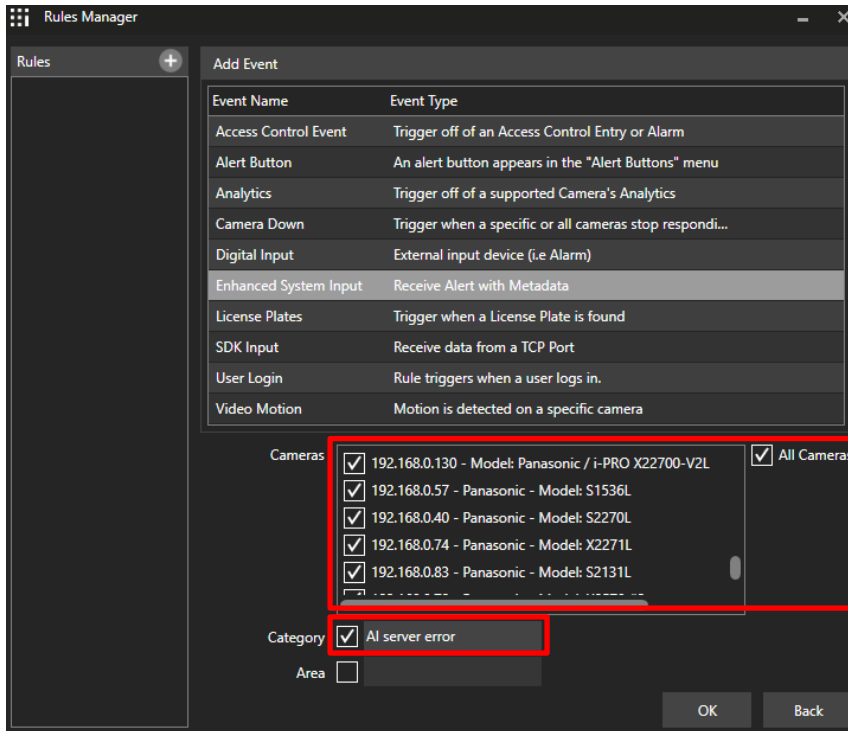 Rules Manager
Rules
Add Event
Event Name Event Type
Access Control Event Trigger off of an Access Control Entry or Alarm
Alert Button An alert button appears in the "Alert Buttons" menu
Analytics Trigger off of a supported Camera's Analytics
Camera Down Trigger when a specific or all cameras stop respondi...
Digital Input External input device (i.e Alarm)
Enhanced System Input Receive Alert with Metadata
License Plates Trigger when a License Plate is found
SDK Input Receive data from a TCP Port
User Login Rule triggers when a user logs in.
Video Motion Motion is detected on a specific camera
Cameras
192.168.0.130 - Model: Panasonic / i-PRO X22700-V2L
All Cameras
192.168.0.57 - Panasonic - Model: S1536L
192.168.0.40 - Panasonic - Model: S2270L
192.168.0.74 - Panasonic - Model: X2271L
192.168.0.83 - Panasonic - Model: S2131L
Category AI server error
Area
OK Back